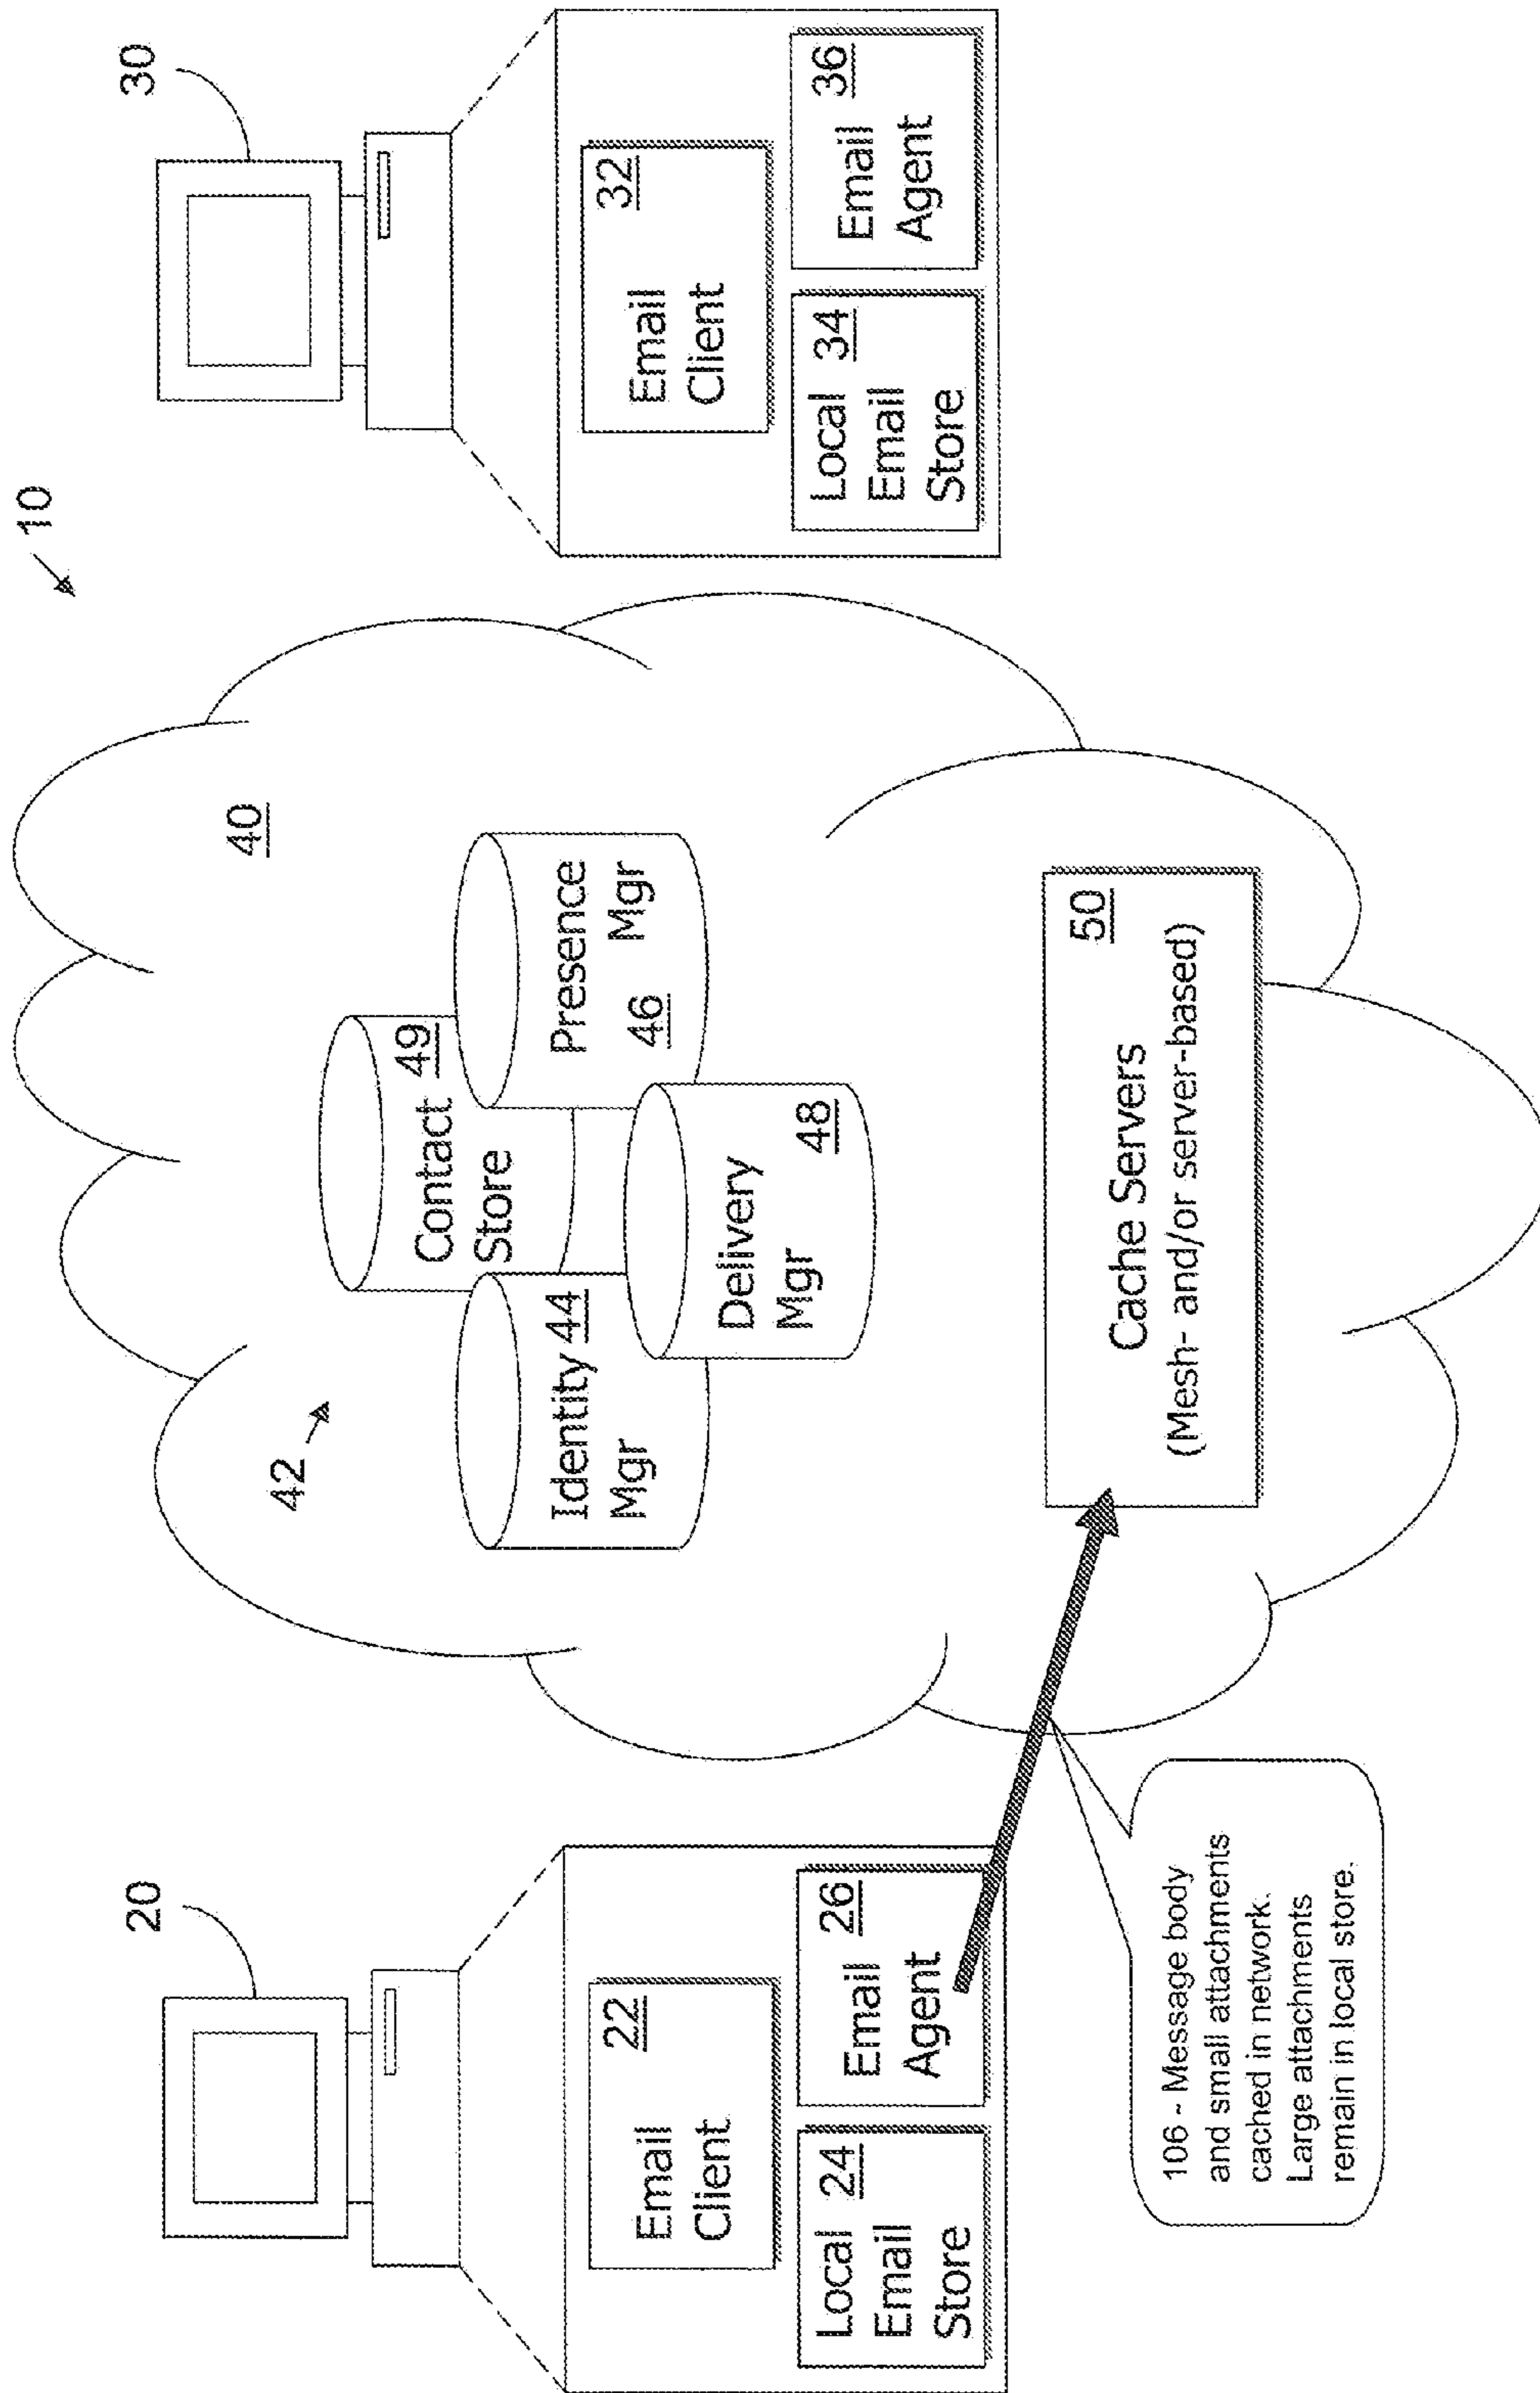 10
20
Email
Client
22
Local
Email
Store
24
Email
Agent
26
106 - Message body
and small attachments
cached in network.
Large attachments
remain in local store.
40
42
Contact
Store
49
Identity
Mgr
44
Presence
Mgr
46
Delivery
Mgr
48
50
Cache Servers
(Mesh- and/or server-based)
30
Email
Client
32
Local
Email
Store
34
Email
Agent
36